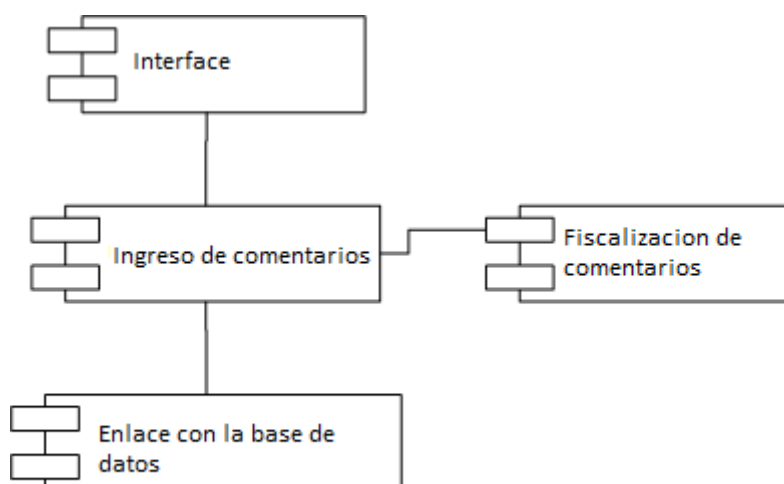 Interface
Ingreso de comentarios
Fiscalizacion de
comentarios
Enlace con la base de
datos